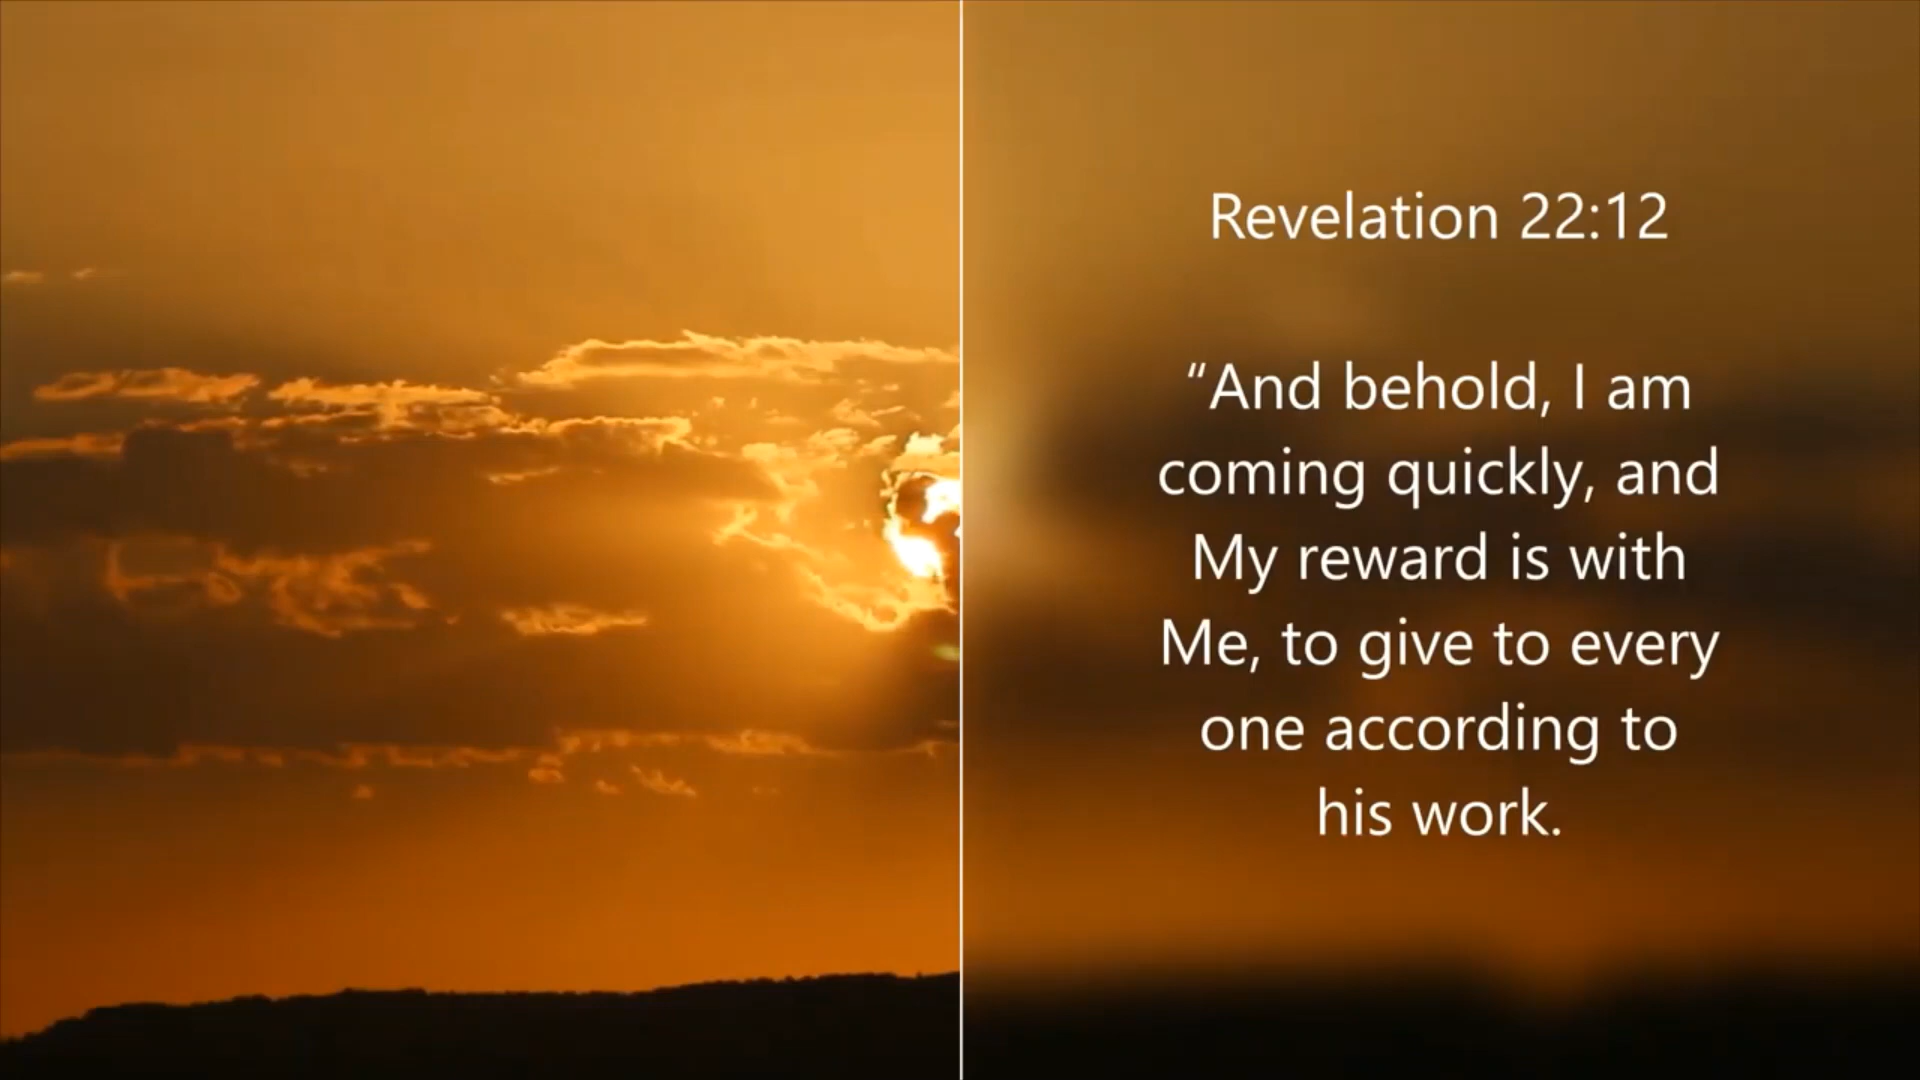 Revelation 22:12
“And behold, I am
coming quickly, and
My reward is with
Me, to give to every
one according to
his work.